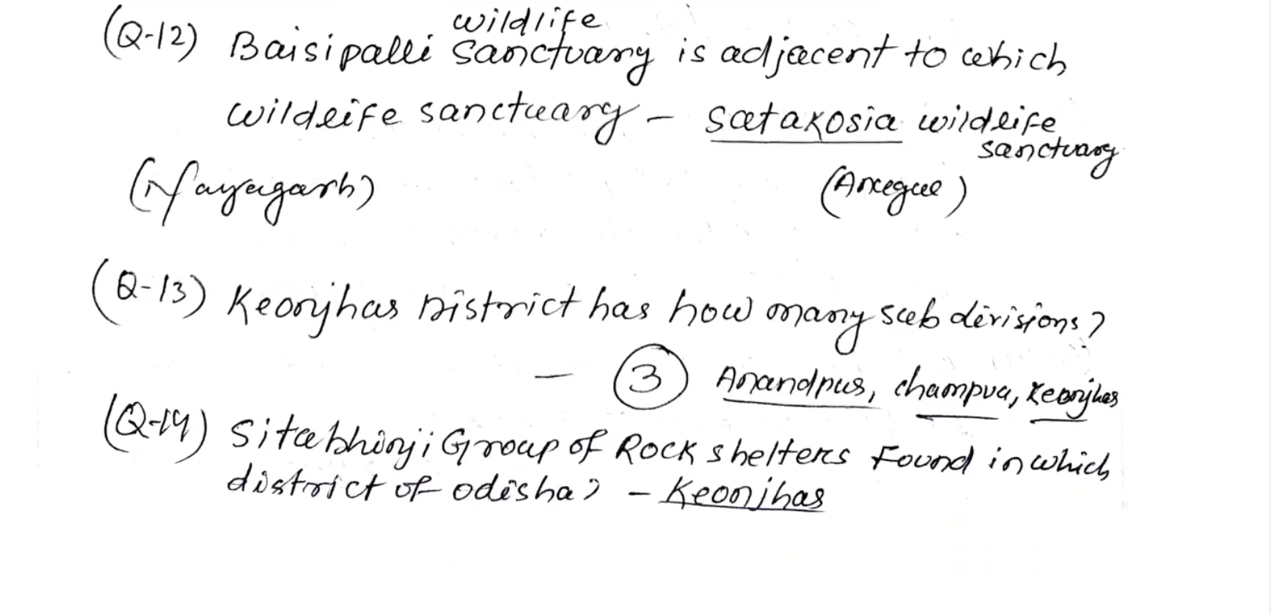 (Q-12) Baisipalli wildlife sanctuary is adjacent to which
wildlife sanctuary - satakosia wildlife sanctuary
(Nayagarh) (Angul)
(Q-13) Keonjhar District has how many sub divisions?
- 3 Anandpur, champua, Keonjhar
(Q-14) Sitabhinji Group of Rock shelters Found in which
district of odisha? - Keonjhar